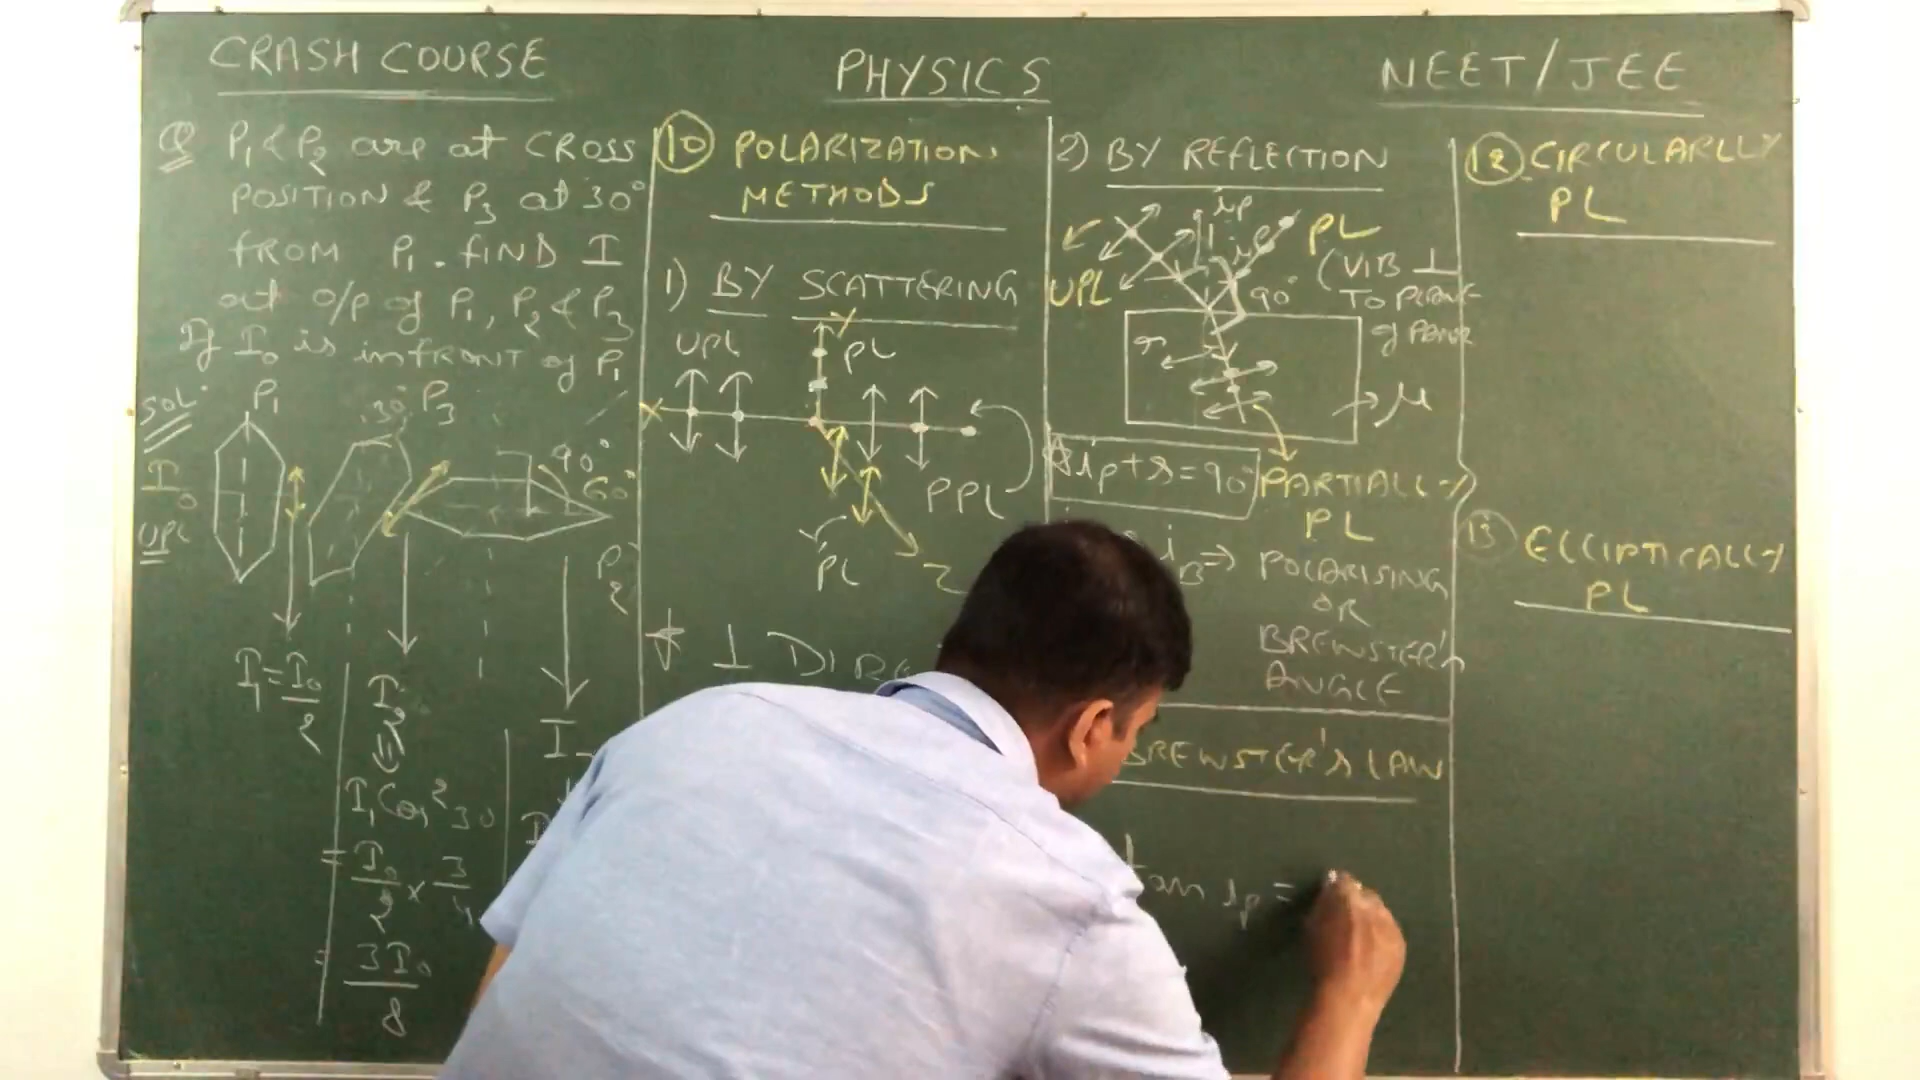 CRASH COURSE
PHYSICS
NEET/JEE
Q P₁ & P₂ are at CROSS
POSITION & P₃ at 30°
FROM P₁. FIND I
at o/p of P₁, P₂ & P₃
If I₀ is infront of P₁
SOL
P₁
30° P₃
90°
60°
I₀
UPL
P₂
I₁ = I₀/2
I₁ Cos² 30
= I₀/2 × 3/4
= 3I₀/8
10 POLARIZATION
METHODS
1) BY SCATTERING
Y
UPL
PL
X
PPL
PL
Z
⊥ DIRE
2) BY REFLECTION
ip
PL
UPL
(VIB ⊥
TO PLANE
of PAPER
90°
r
μ
ip + r = 90°
PARTIALLY
PL
iB → POLARISING
OR
BREWSTER'S
ANGLE
BREWSTER'S LAW
tan ip =
12 CIRCULARLLY
PL
13 ELLIPTICALLY
PL